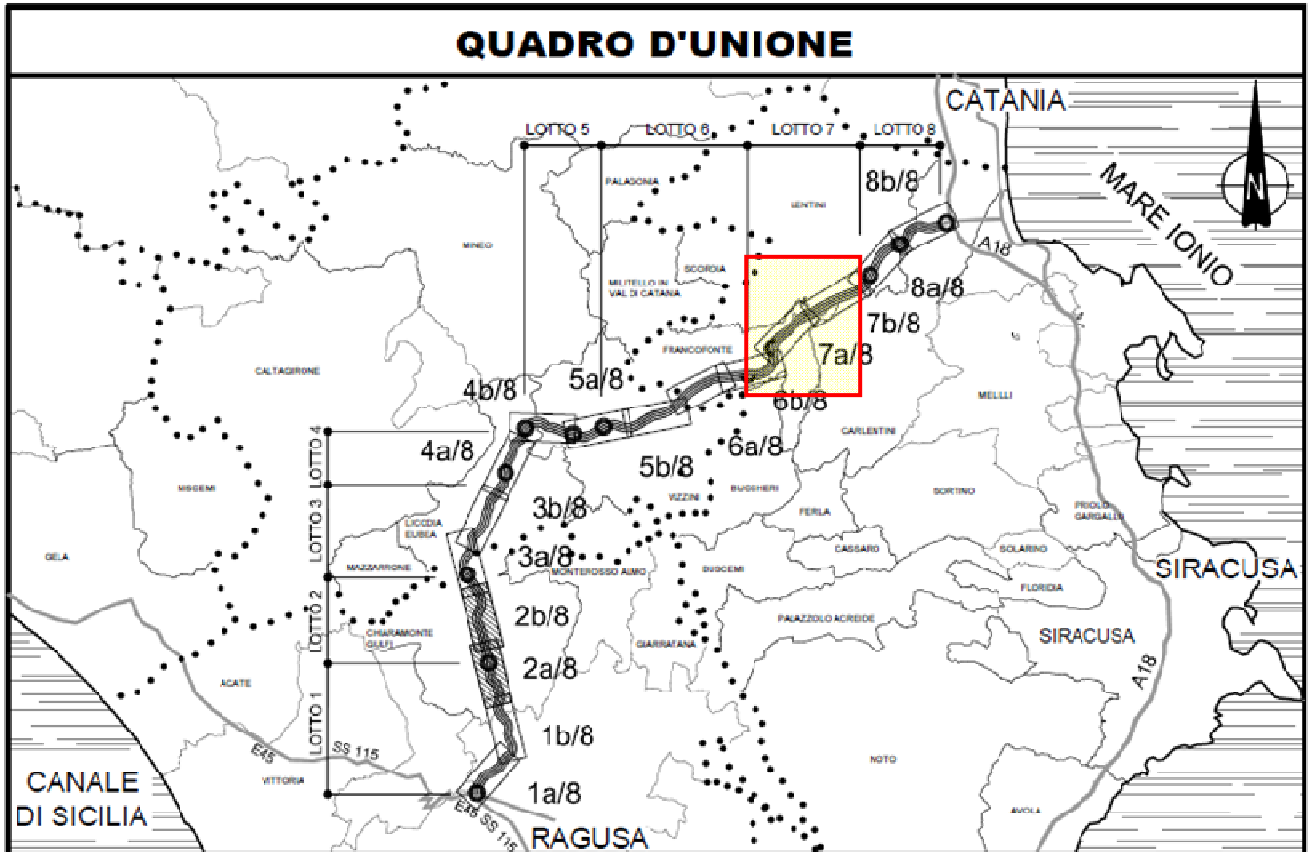 QUADRO D'UNIONE
CATANIA
LOTTO 5
LOTTO 6
LOTTO 7
LOTTO 8
8b/8
MARE IONIO
N
PALAGONIA
LENTINI
MINEO
A18
SCORDIA
MILITELLO IN
VAL DI CATANIA
8a/8
7b/8
FRANCOFONTE
7a/8
CALTAGIRONE
4b/8
5a/8
6b/8
MELILLI
4a/8
CARLENTINI
6a/8
LOTTO 4
5b/8
BUCCHERI
SORTINO
VIZZINI
3b/8
FERLA
PRIOLO
GARGALLO
LICODIA
EUBEA
LOTTO 3
GELA
3a/8
CASSARO
SOLARINO
MAZZARRONE
MONTEROSSO ALMO
BUSCEMI
SIRACUSA
FLORIDIA
LOTTO 2
2b/8
PALAZZOLO ACREIDE
CHIARAMONTE
GULFI
GIARRATANA
SIRACUSA
2a/8
ACATE
A18
LOTTO 1
1b/8
E45
SS 115
NOTO
VITTORIA
CANALE
DI SICILIA
1a/8
AVOLA
E45 SS 115
RAGUSA